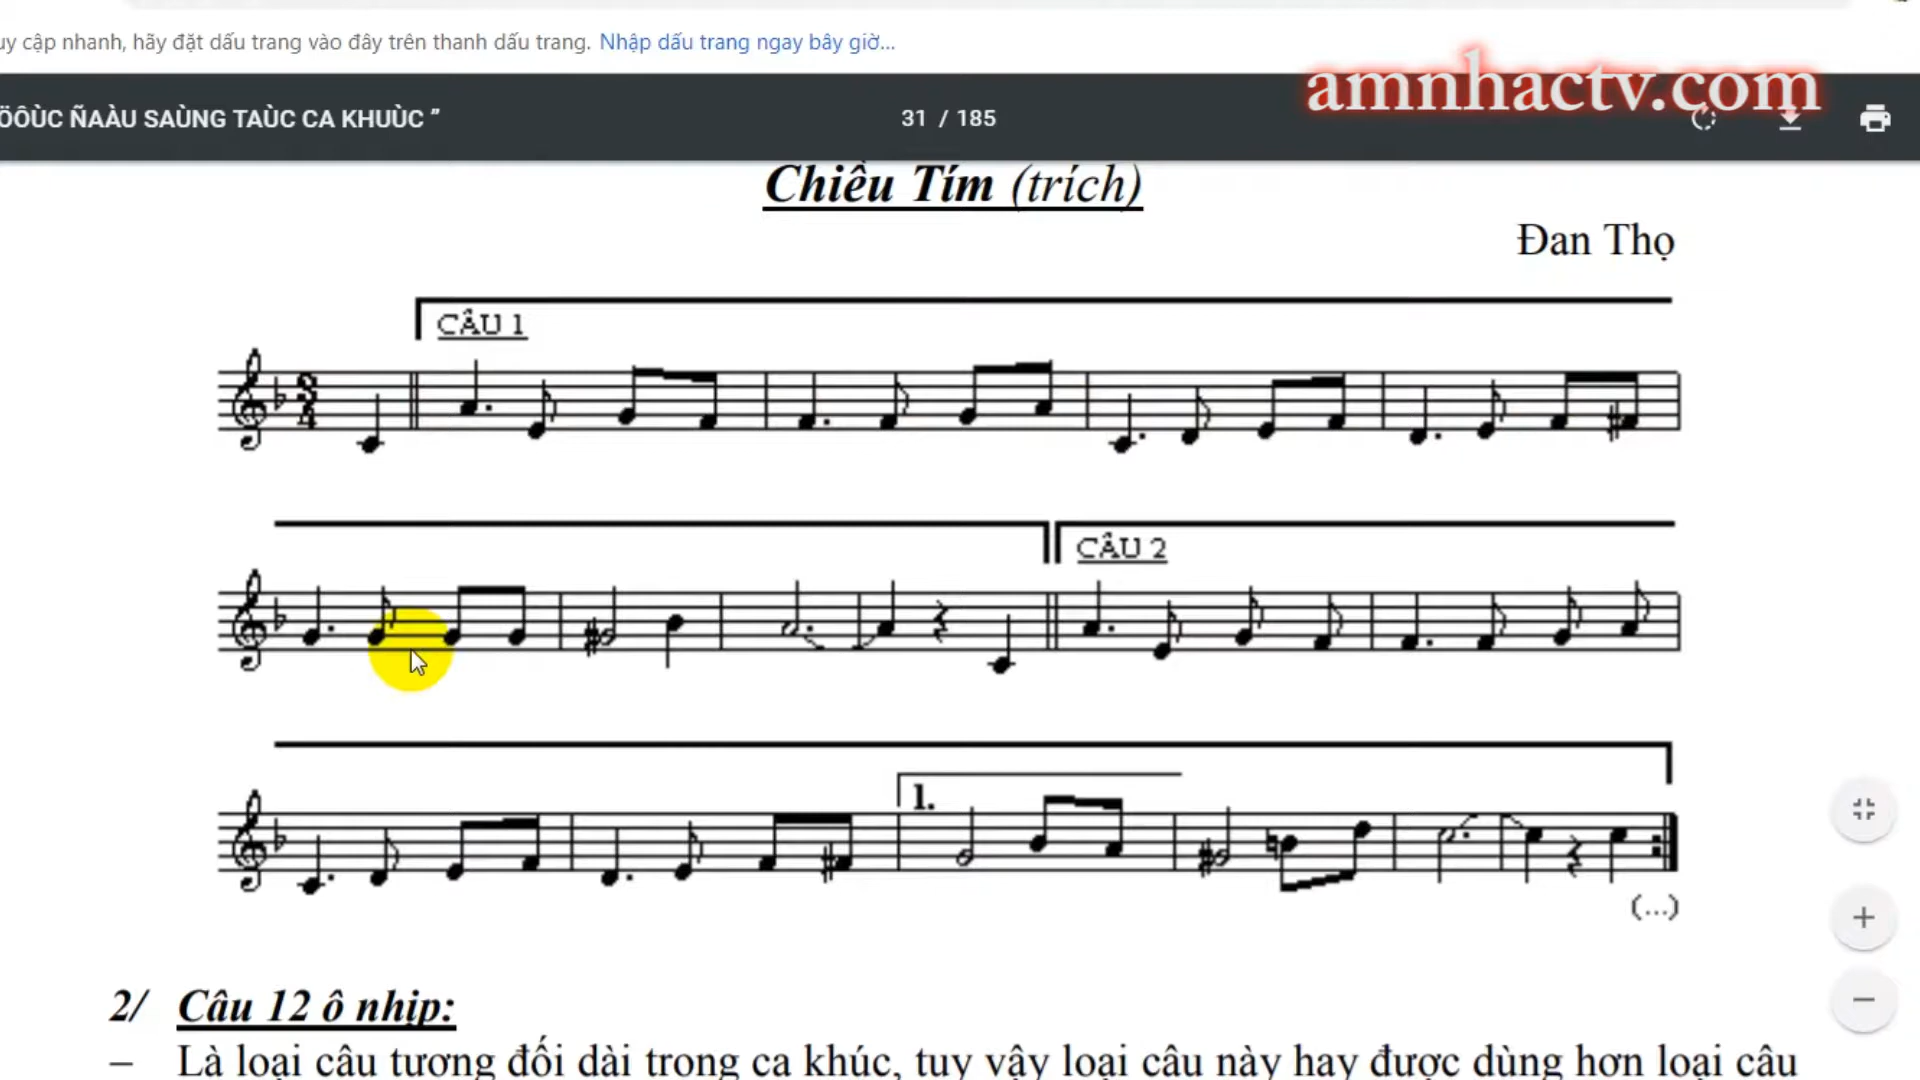 uy cập nhanh, hãy đặt dấu trang vào đây trên thanh dấu trang. Nhập dấu trang ngay bây giờ...
amnhactv.com
ÖÔÙC ÑAÀU SAÙNG TAÙC CA KHUÙC ” 31 / 185
Chiều Tím (trích)
Đan Thọ
CÂU 1
3
4
CÂU 2
1.
(...)
2/ Câu 12 ô nhịp:
– Là loại câu tương đối dài trong ca khúc, tuy vậy loại câu này hay được dùng hơn loại câu